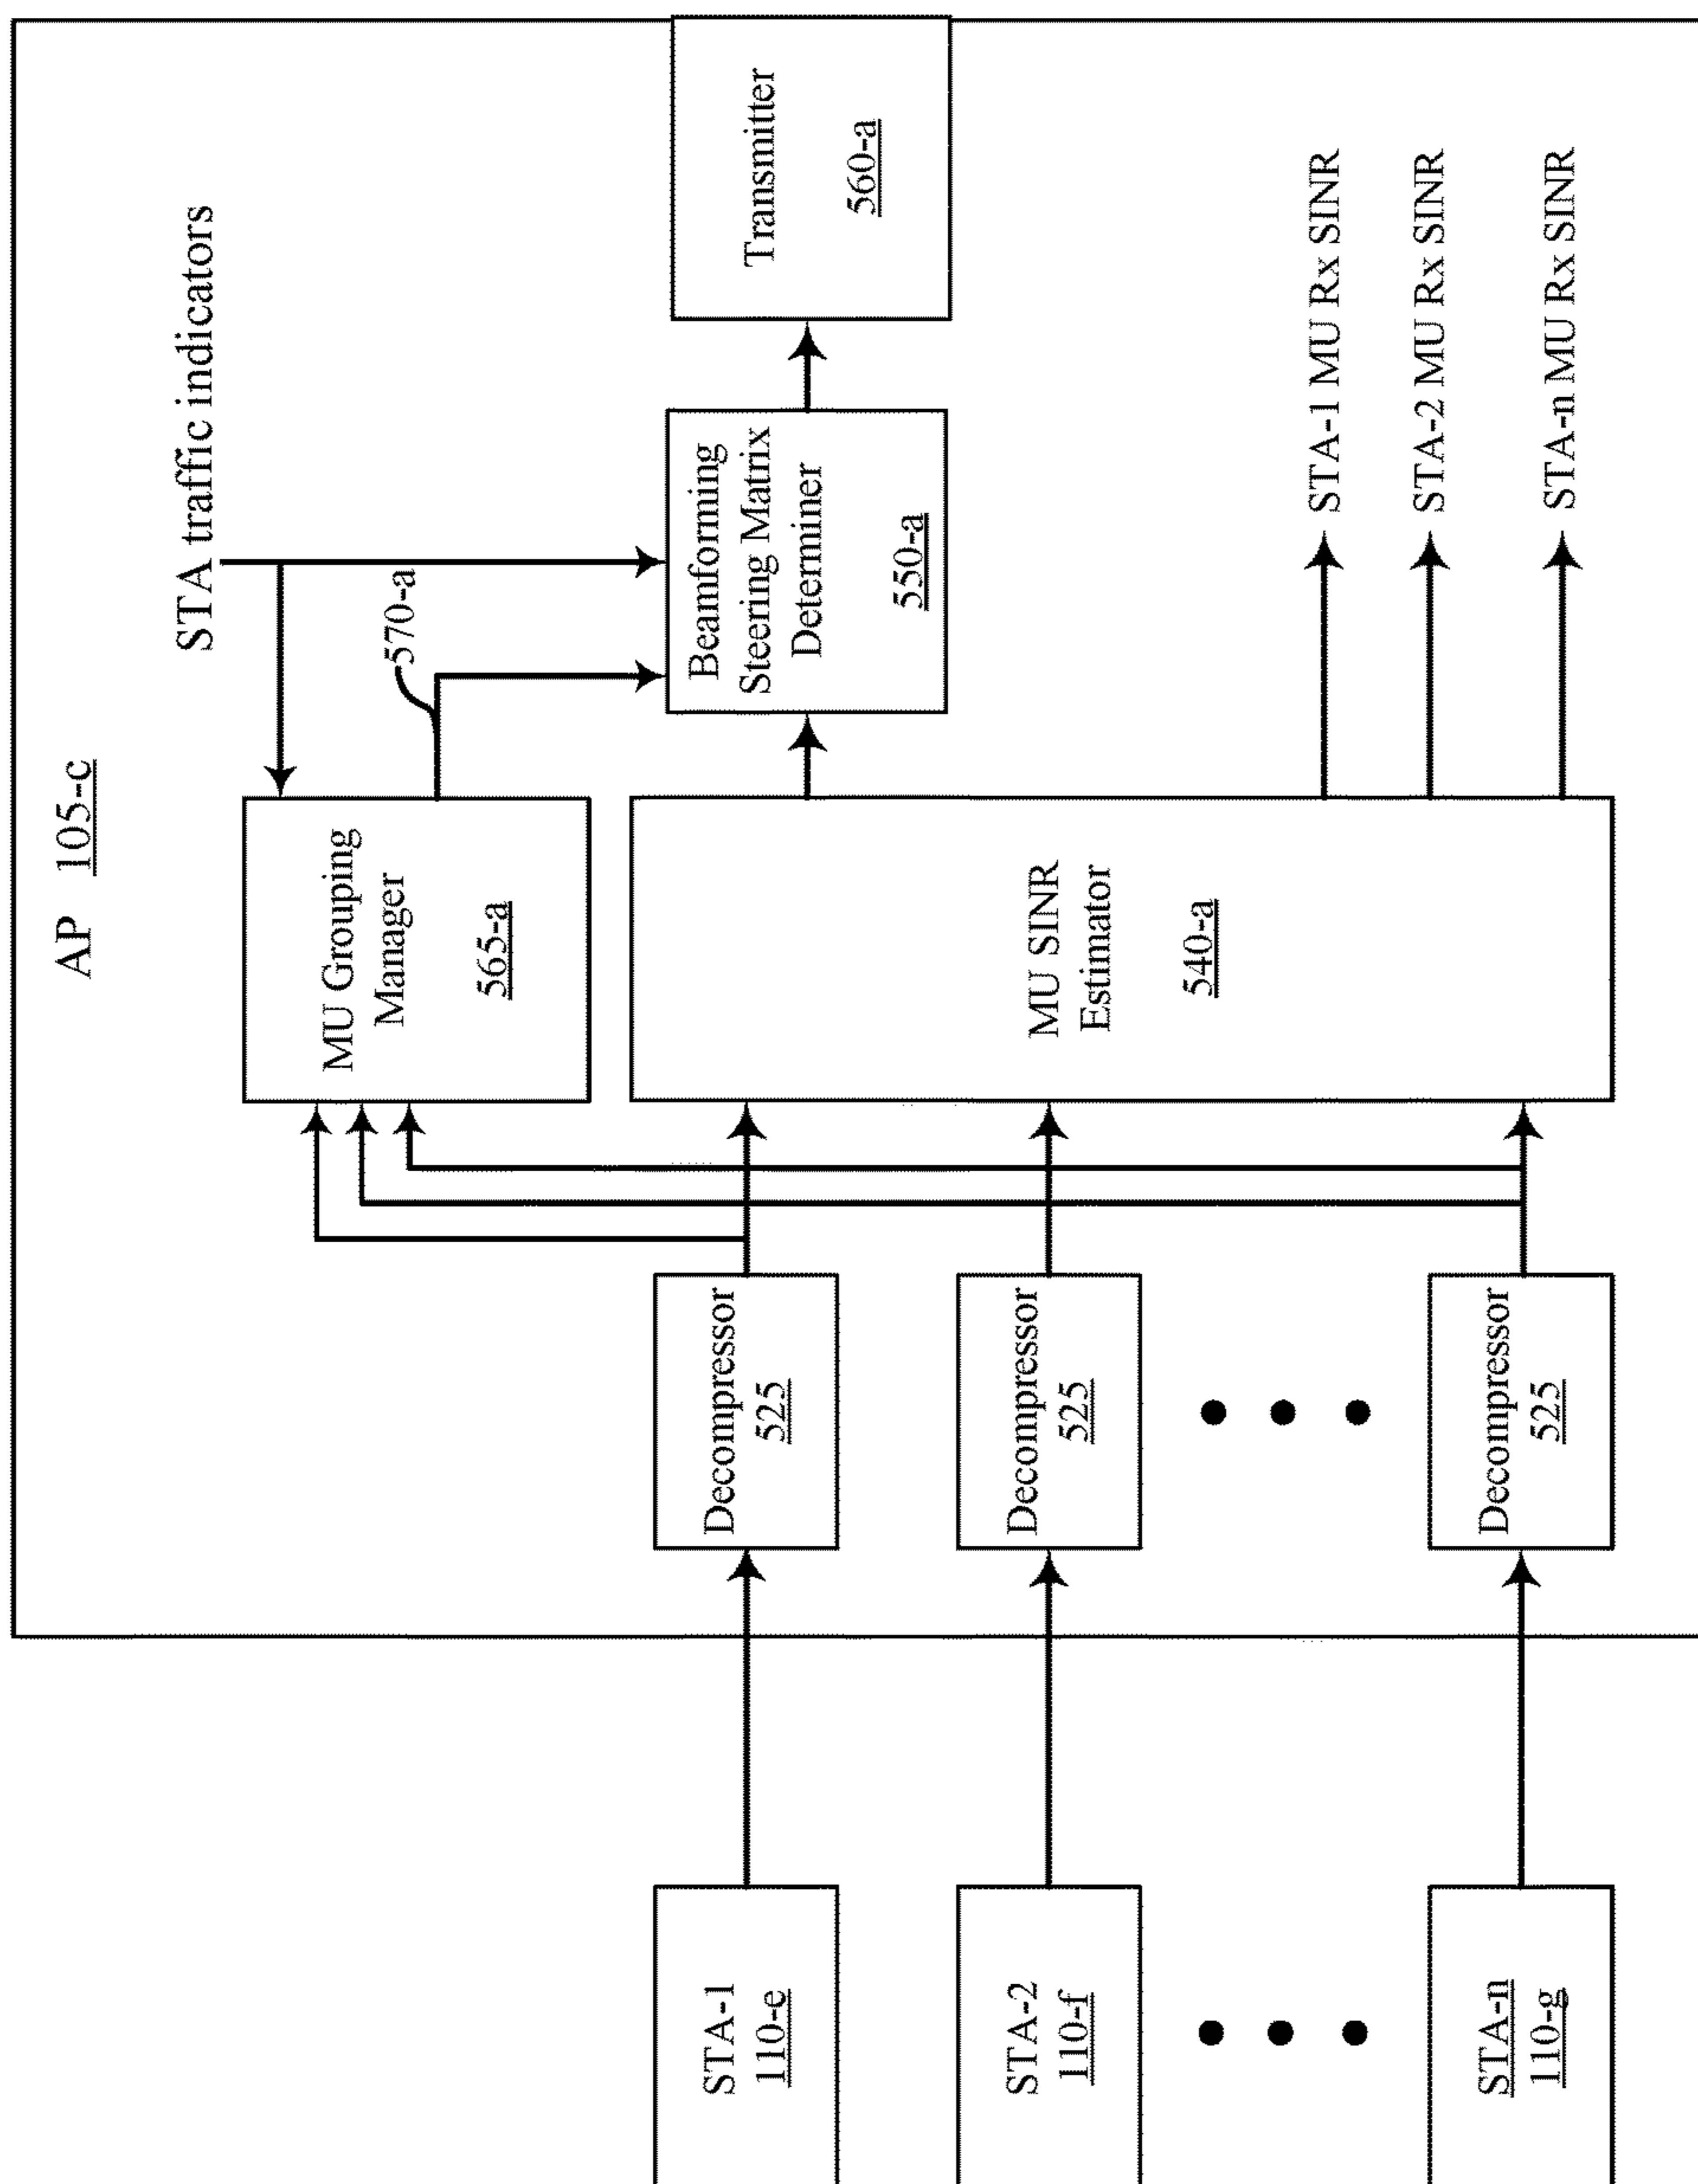 AP 105-c
STA traffic indicators
MU Grouping
Manager
565-a
570-a
STA-1
110-e
Decompressor
525
Beamforming
Steering Matrix
Determiner
550-a
Transmitter
560-a
STA-2
110-f
Decompressor
525
MU SINR
Estimator
540-a
STA-n
110-g
Decompressor
525
STA-1 MU Rx SINR
STA-2 MU Rx SINR
STA-n MU Rx SINR